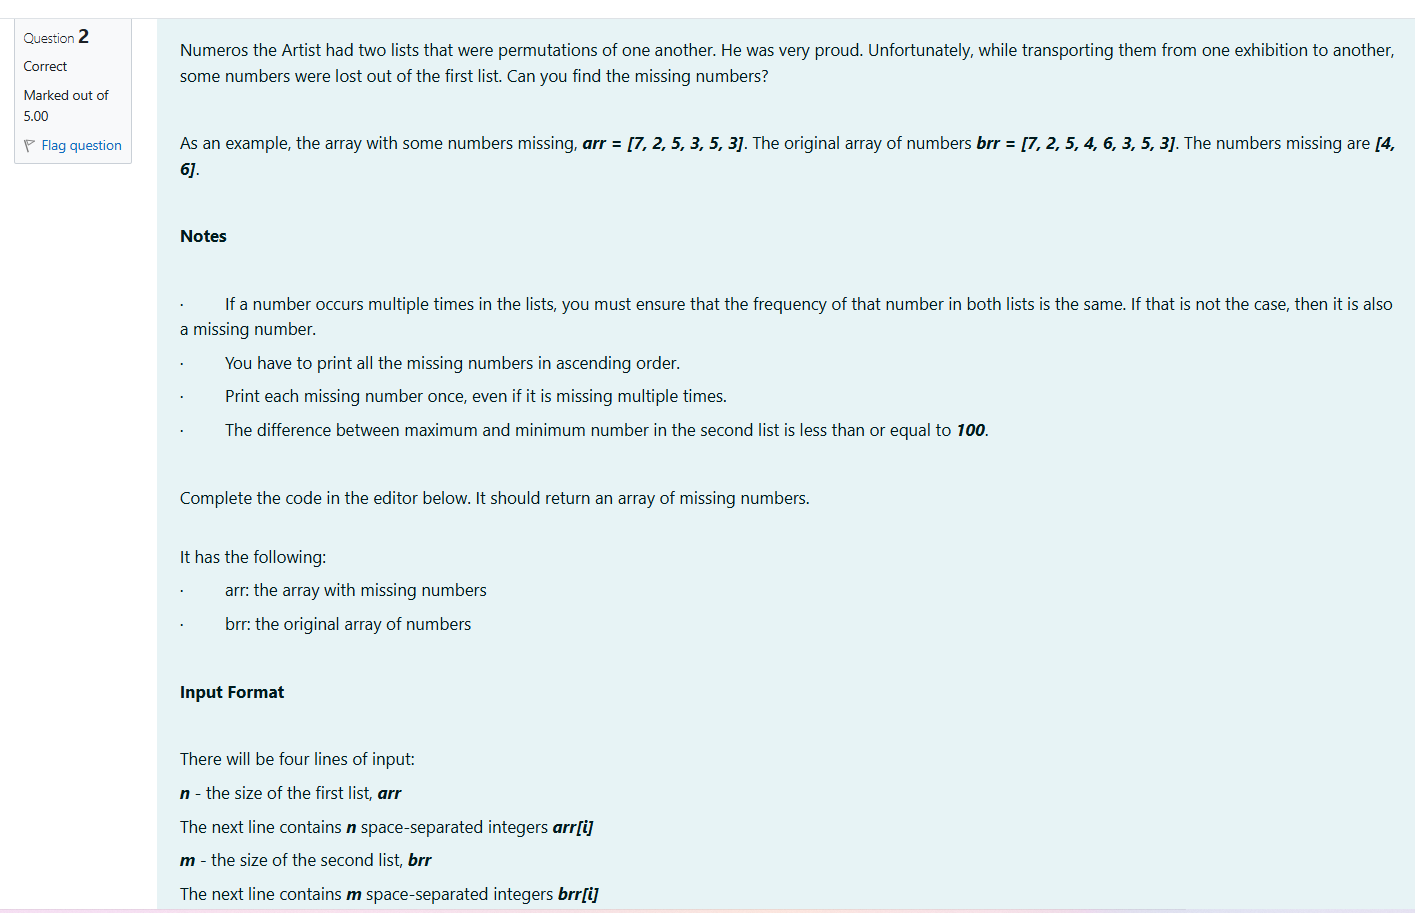 Question 2
Correct
Marked out of
5.00
Flag question
Numeros the Artist had two lists that were permutations of one another. He was very proud. Unfortunately, while transporting them from one exhibition to another,
some numbers were lost out of the first list. Can you find the missing numbers?
As an example, the array with some numbers missing, arr = [7, 2, 5, 3, 5, 3]. The original array of numbers brr = [7, 2, 5, 4, 6, 3, 5, 3]. The numbers missing are [4,
6].
Notes
· If a number occurs multiple times in the lists, you must ensure that the frequency of that number in both lists is the same. If that is not the case, then it is also
a missing number.
· You have to print all the missing numbers in ascending order.
· Print each missing number once, even if it is missing multiple times.
· The difference between maximum and minimum number in the second list is less than or equal to 100.
Complete the code in the editor below. It should return an array of missing numbers.
It has the following:
· arr: the array with missing numbers
· brr: the original array of numbers
Input Format
There will be four lines of input:
n - the size of the first list, arr
The next line contains n space-separated integers arr[i]
m - the size of the second list, brr
The next line contains m space-separated integers brr[i]